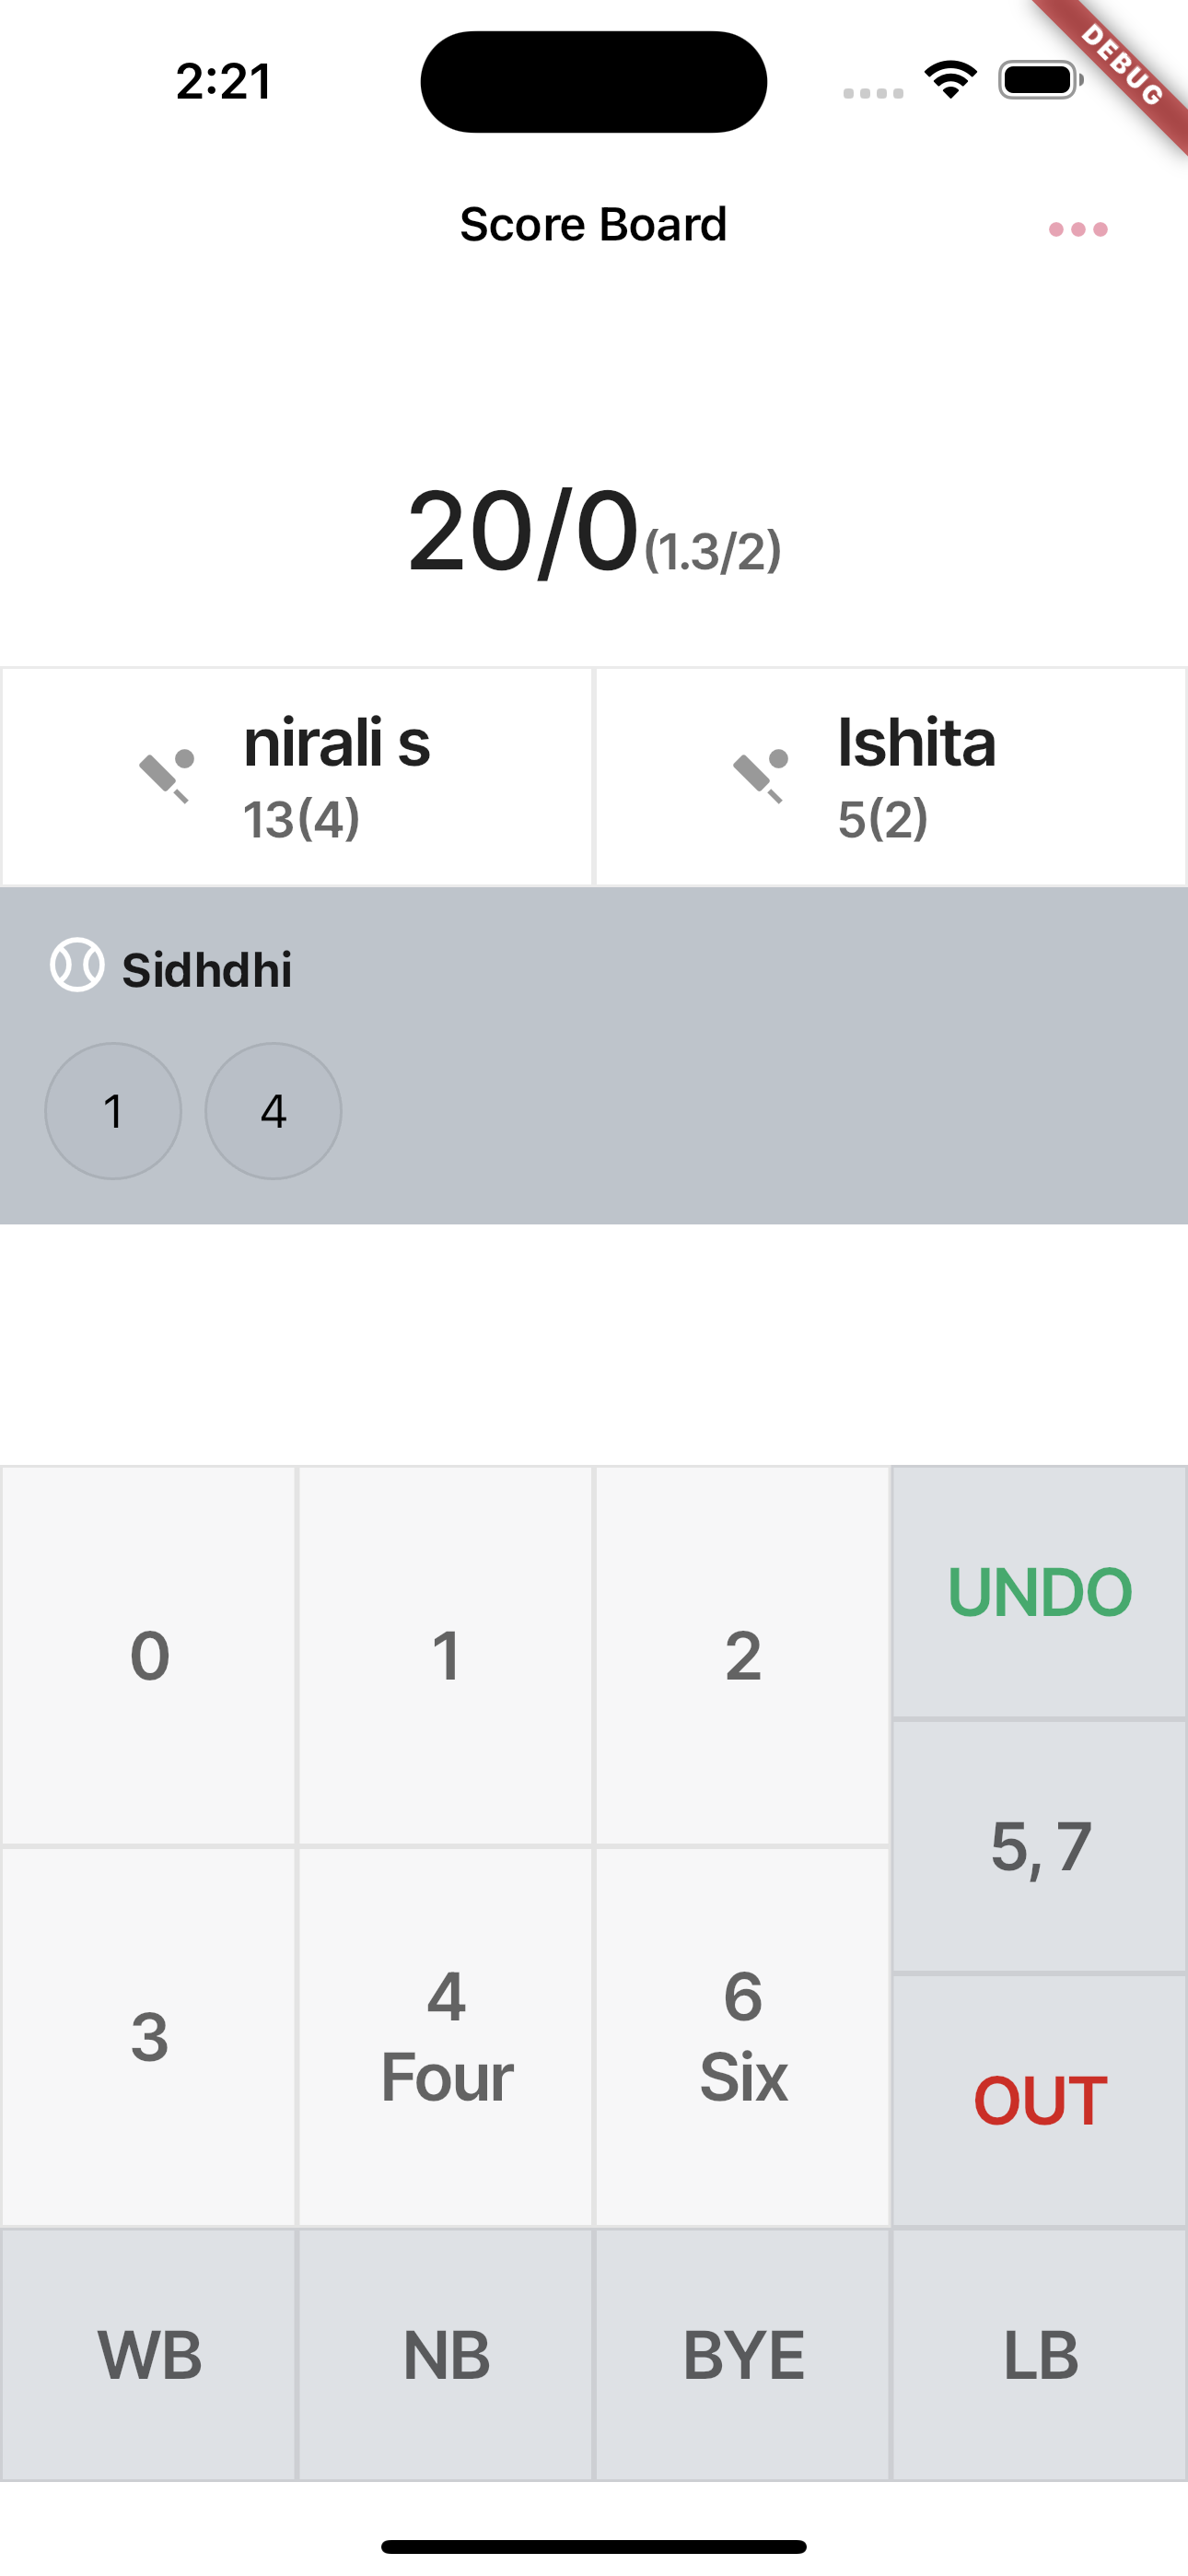 2:21
DEBUG
Score Board
20/0(1.3/2)
nirali s
13(4)
Ishita
5(2)
Sidhdhi
1 4
0 1 2 UNDO
5, 7
3 4 Four 6 Six
OUT
WB NB BYE LB